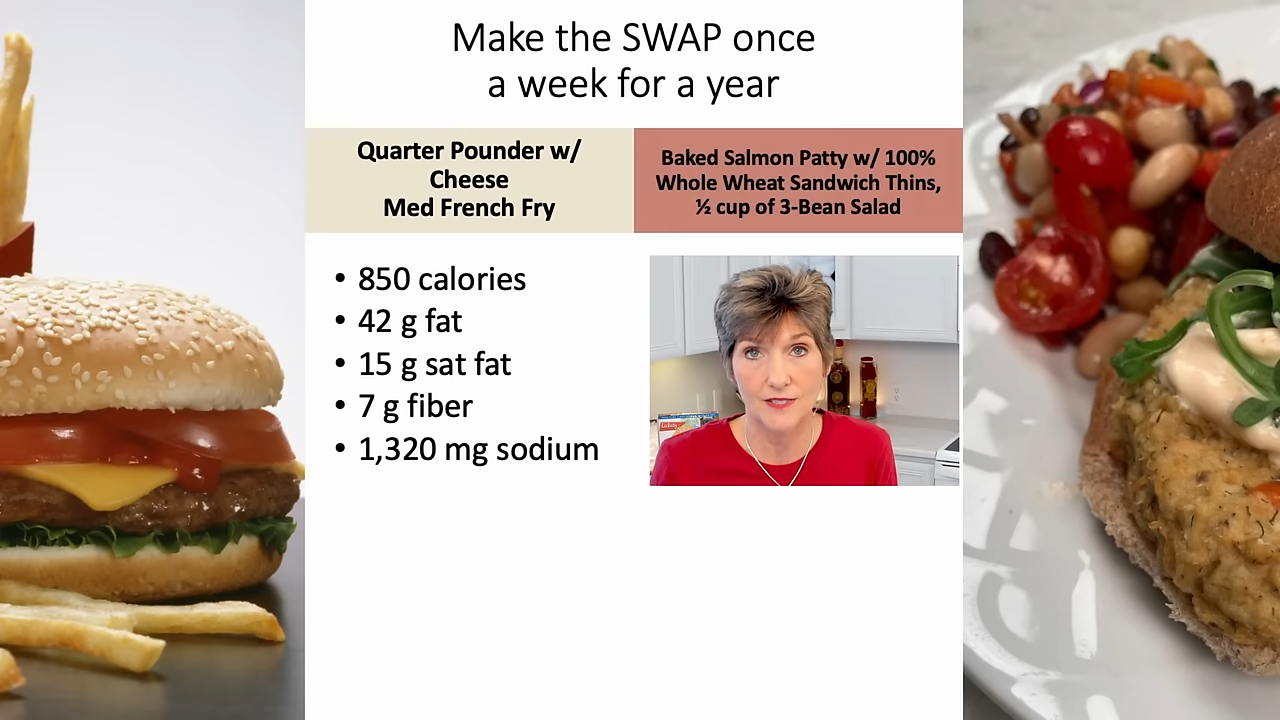 Make the SWAP once
a week for a year
Quarter Pounder w/
Cheese
Med French Fry
Baked Salmon Patty w/ 100%
Whole Wheat Sandwich Thins,
½ cup of 3-Bean Salad
• 850 calories
• 42 g fat
• 15 g sat fat
• 7 g fiber
• 1,320 mg sodium